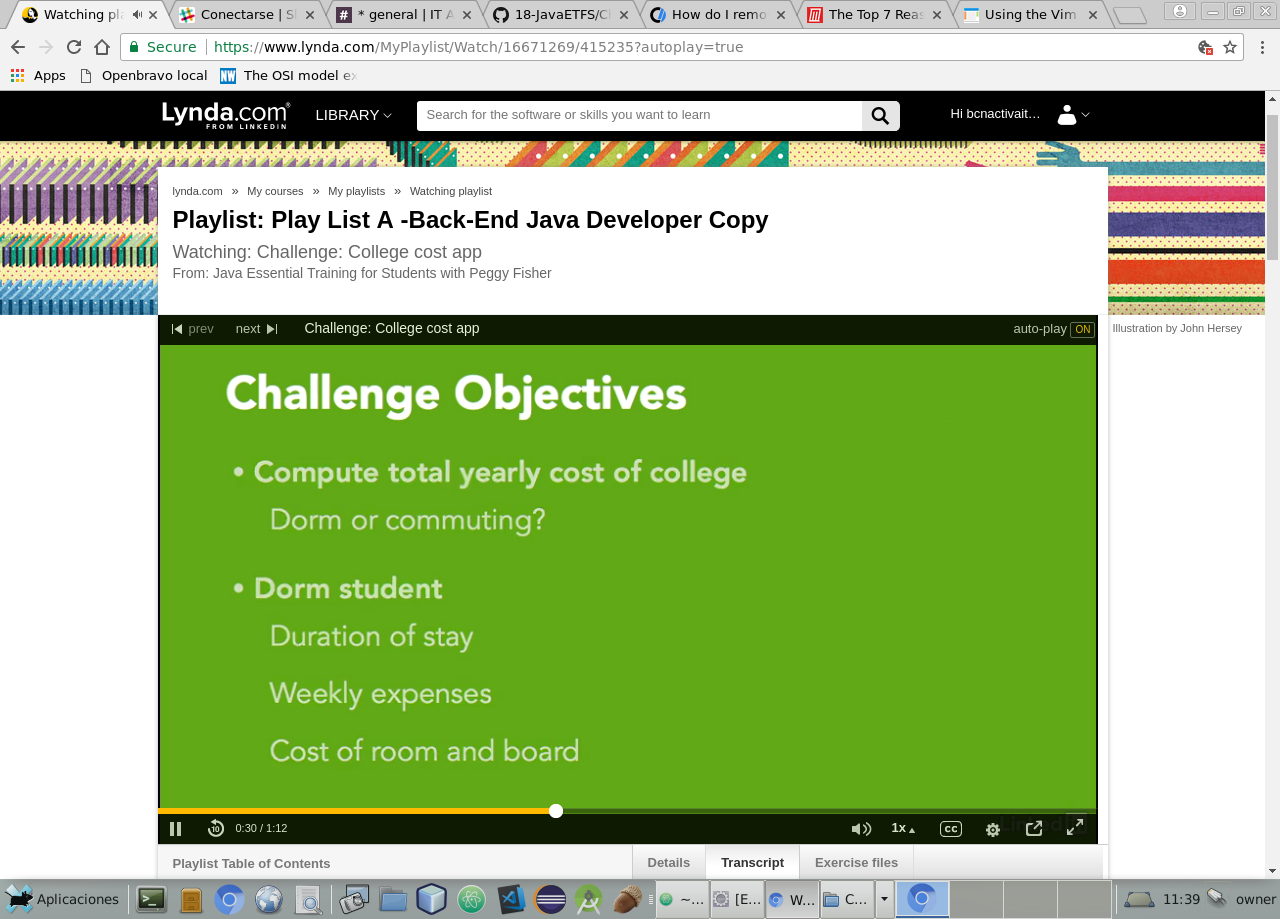 Watching pla
Conectarse | Sl
* general | IT A
18-JavaETFS/Cl
How do I remo
The Top 7 Reas
Using the Vim
Secure
https://www.lynda.com/MyPlaylist/Watch/16671269/415235?autoplay=true
Apps
Openbravo local
NW
The OSI model ex
Lynda.com®
FROM LINKEDIN
LIBRARY
Search for the software or skills you want to learn
Hi bcnactivait…
lynda.com » My courses » My playlists » Watching playlist
Playlist: Play List A -Back-End Java Developer Copy
Watching: Challenge: College cost app
From: Java Essential Training for Students with Peggy Fisher
prev
next
Challenge: College cost app
auto-play ON
Illustration by John Hersey
Challenge Objectives
• Compute total yearly cost of college
Dorm or commuting?
• Dorm student
Duration of stay
Weekly expenses
Cost of room and board
10
0:30 / 1:12
1x
cc
Playlist Table of Contents
Details
Transcript
Exercise files
Aplicaciones
~...
[E...
W...
C...
11:39
owner